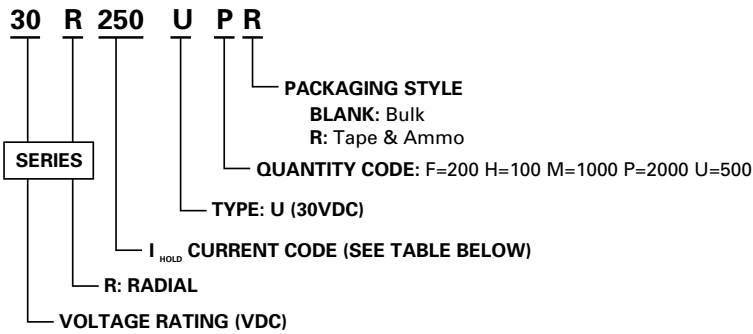 30 R 250 U P R
PACKAGING STYLE
BLANK: Bulk
R: Tape & Ammo
SERIES
QUANTITY CODE: F=200 H=100 M=1000 P=2000 U=500
TYPE: U (30VDC)
I HOLD CURRENT CODE (SEE TABLE BELOW)
R: RADIAL
VOLTAGE RATING (VDC)